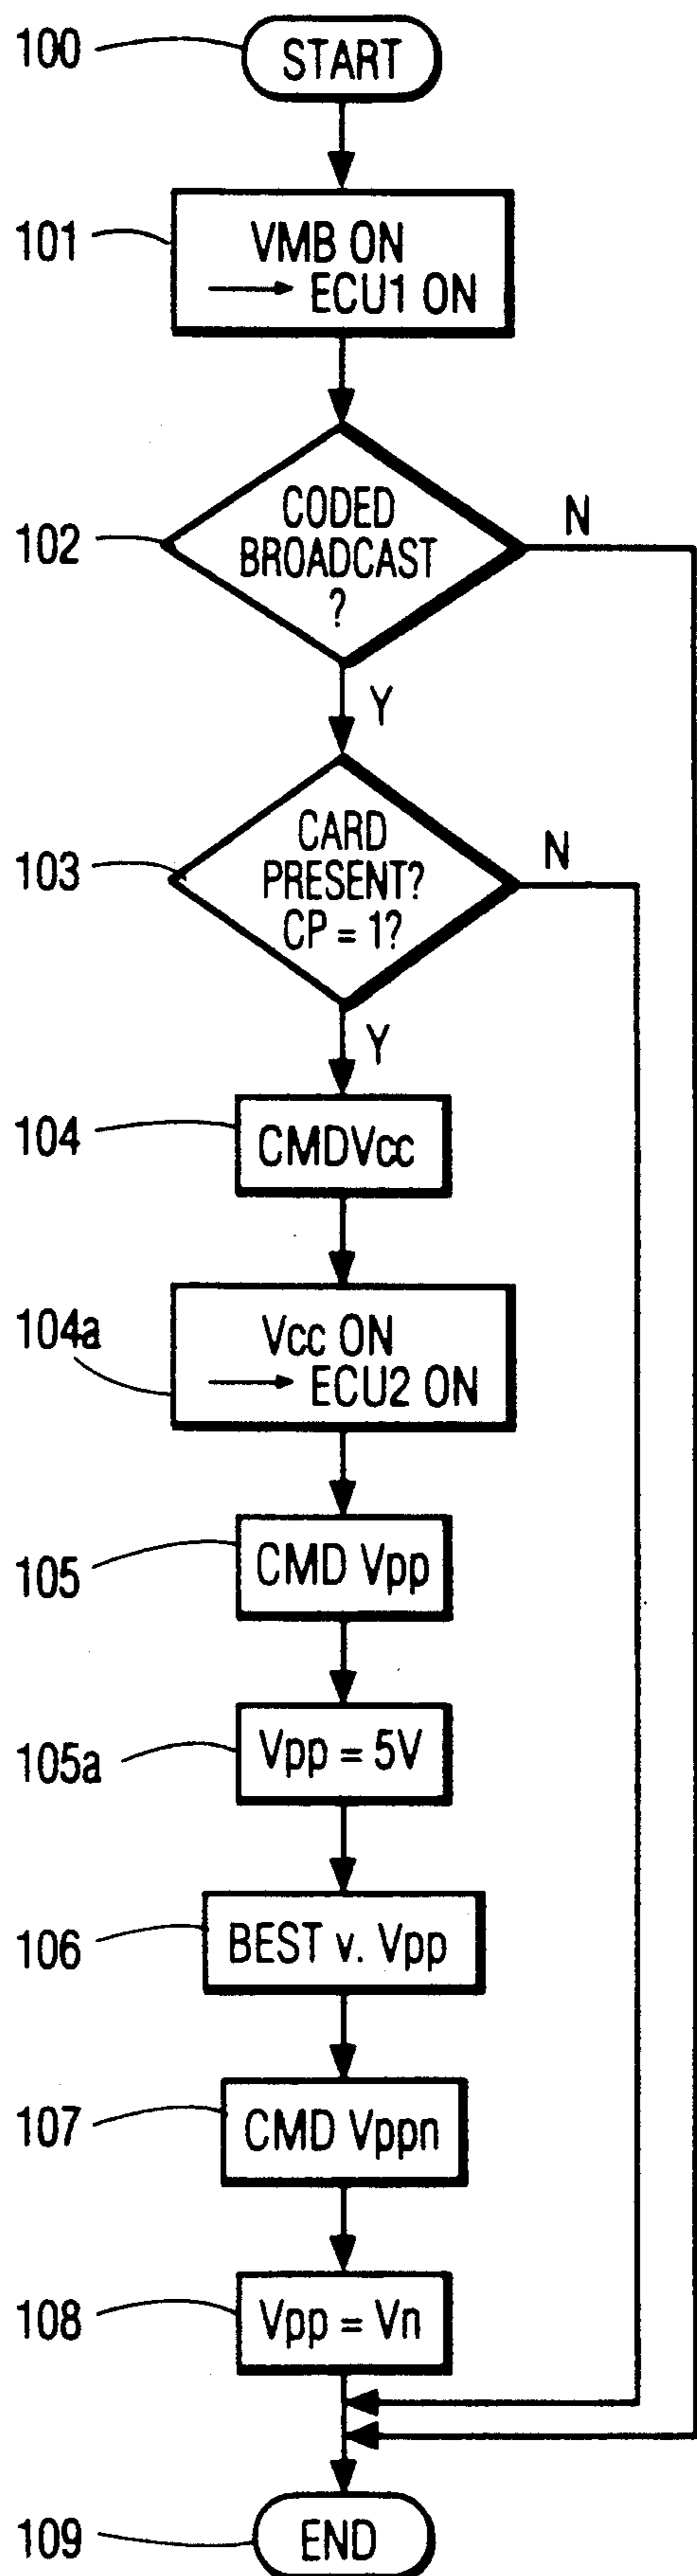 100
START
101
VMB ON
→ ECU1 ON
102
CODED
BROADCAST
?
N
Y
103
CARD
PRESENT?
CP = 1?
N
Y
104
CMDVcc
104a
Vcc ON
→ ECU2 ON
105
CMD Vpp
105a
Vpp = 5V
106
BEST v. Vpp
107
CMD Vppn
108
Vpp = Vn
109
END